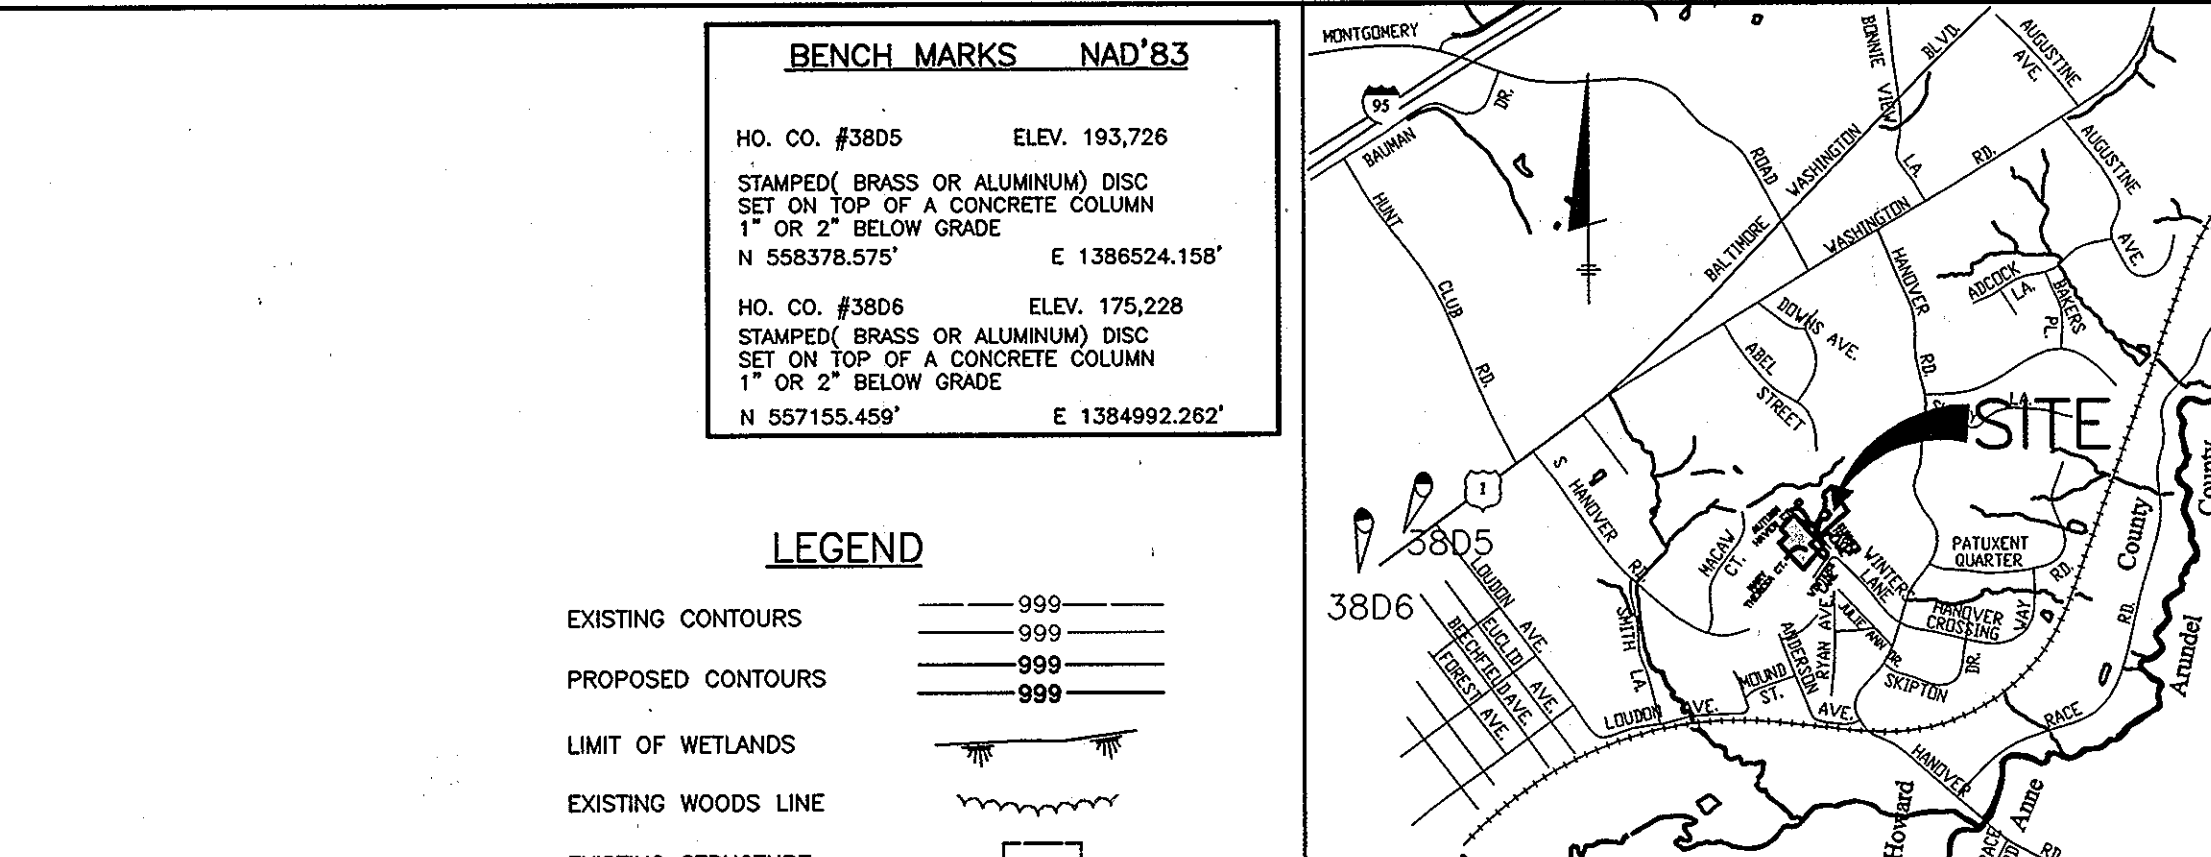 BENCH MARKS NAD'83
HO. CO. #38D5 ELEV. 193,726
STAMPED( BRASS OR ALUMINUM) DISC
SET ON TOP OF A CONCRETE COLUMN
1" OR 2" BELOW GRADE
N 558378.575' E 1386524.158'
HO. CO. #38D6 ELEV. 175,228
STAMPED( BRASS OR ALUMINUM) DISC
SET ON TOP OF A CONCRETE COLUMN
1" OR 2" BELOW GRADE
N 557155.459' E 1384992.262'
LEGEND
EXISTING CONTOURS
999
999
PROPOSED CONTOURS
999
999
LIMIT OF WETLANDS
EXISTING WOODS LINE
MONTGOMERY
ROAD
95
BAUMAN
DR.
HUNT
CLUB
RD.
BALTIMORE
WASHINGTON
BLVD.
BONNIE
VIEW
LA.
AUGUSTINE
AVE.
AUGUSTINE
AVE.
WASHINGTON
RD.
HANOVER
RD.
ADCOCK
LA.
BAKERS
PL.
DOWNS AVE.
ABEL
STREET
LA.
SITE
1
38D5
38D6
S HANOVER
RD.
MACAW
CT.
AUTUMN
WINTER
LANE
PATUXENT
QUARTER
RD.
HANOVER
CROSSING
WAY
LOUDON
AVE.
EUCLID
AVE.
BEECHFIELD AVE.
FOREST
AVE.
SMITH
LA.
LOUDON
AVE.
MOUND
ST.
ANDERSON
AVE.
RYAN AVE.
JULIE ANN DR.
SKIPTON
DR.
RACE
RD.
HANOVER
RD.
Howard
County
Anne
Arundel
County
RACE